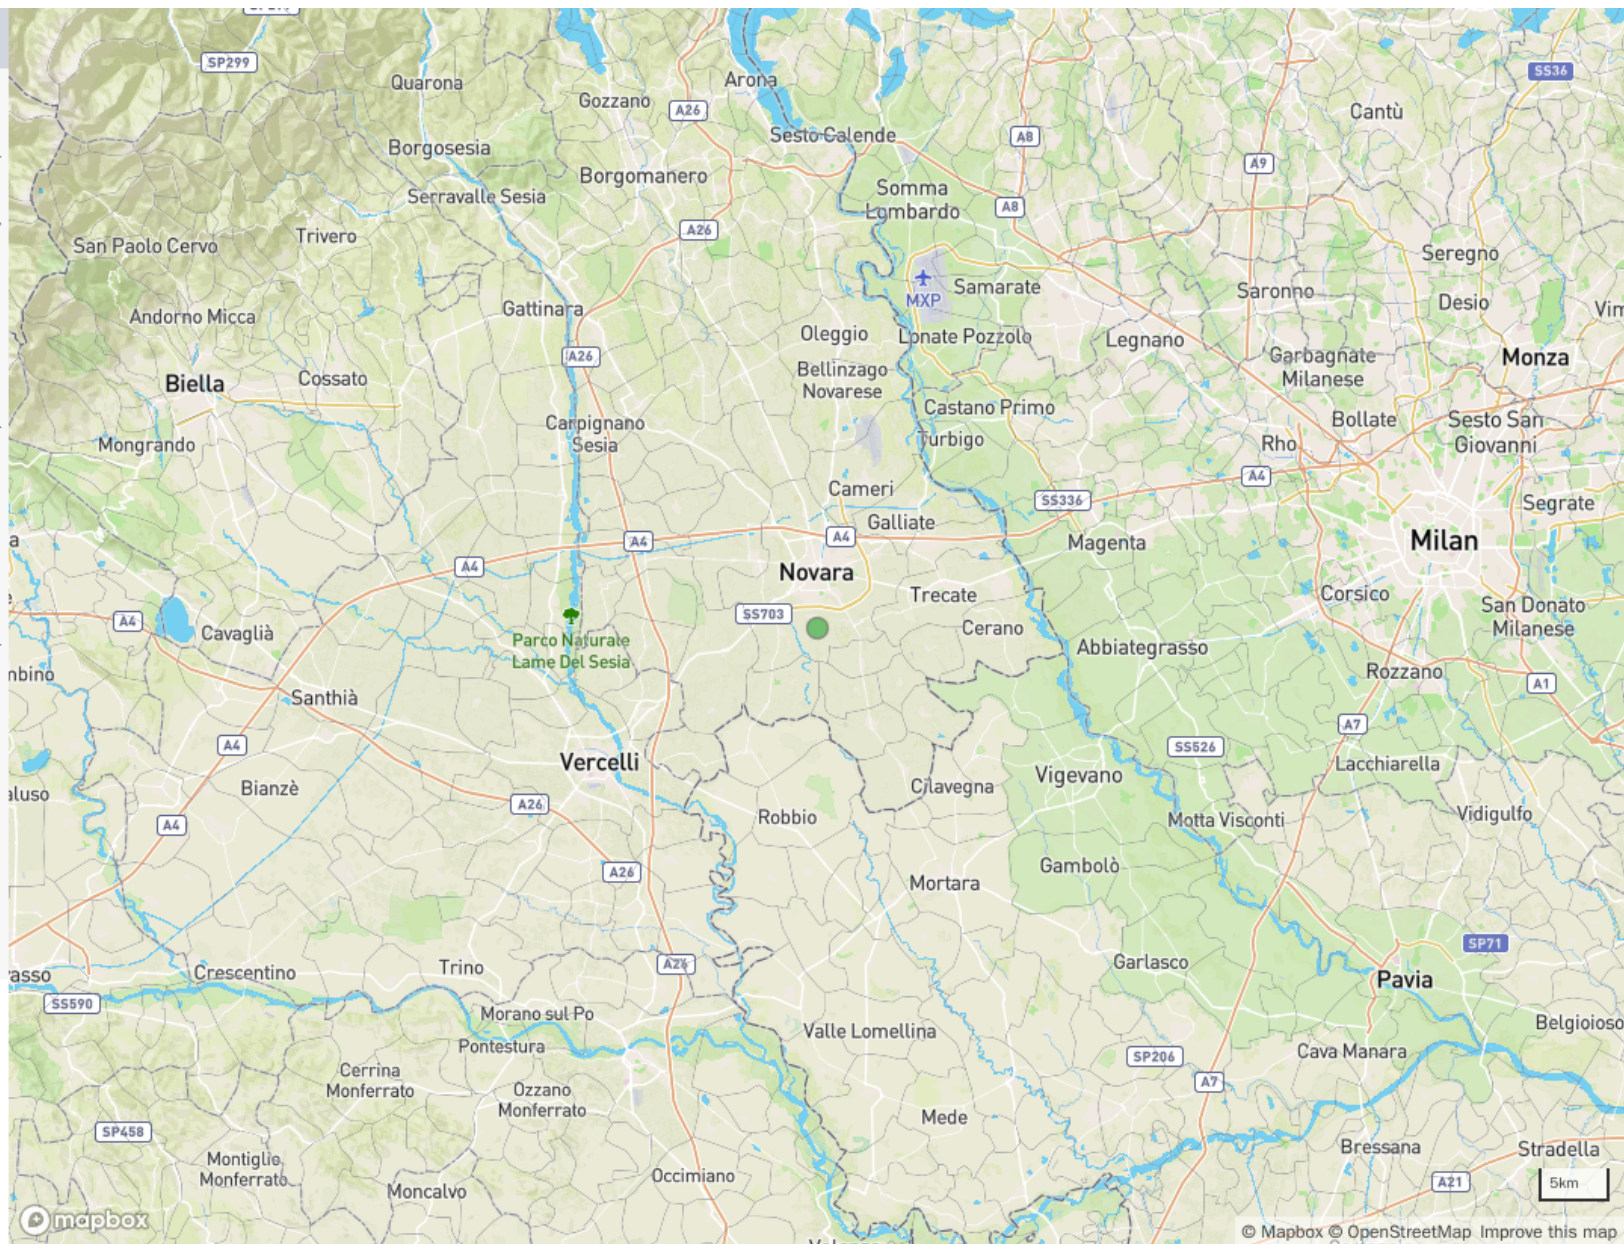 SP299
SS36
Quarona
Arona
Gozzano
A26
Cantù
Sesto Calende
A8
Borgosesia
A9
Borgomanero
Serravalle Sesia
Somma
Lombardo
A8
A26
Trivero
San Paolo Cervo
Seregno
MXP
Samarate
Saronno
Desio
Gattinara
Andorno Micca
Oleggio
Lonate Pozzolo
Legnano
A26
Garbagnate
Milanese
Monza
Biella
Cossato
Bellinzago
Novarese
Castano Primo
Carpignano
Sesia
Bollate
Sesto San
Giovanni
Mongrando
Turbigo
Rho
A4
Cameri
SS336
Segrate
Galliate
A4
A4
Magenta
Milan
A4
Novara
Trecate
Corsico
SS703
San Donato
Milanese
A4
Cavaglià
Cerano
Parco Naturale
Lame Del Sesia
Abbiategrasso
Rozzano
A1
Santhià
A7
A4
SS526
Vercelli
Lacchiarella
Vigevano
Bianzè
Cilavegna
A26
Robbio
Vidigulfo
A4
Motta Visconti
A26
Gambolò
Mortara
SP71
Garlasco
A26
Trino
Crescentino
Pavia
SS590
Morano sul Po
Valle Lomellina
Belgioioso
Pontestura
Cava Manara
SP206
Cerrina
Monferrato
A7
Ozzano
Monferrato
Mede
SP458
Bressana
Stradella
Montiglio
Monferrato
Occimiano
A21
5km
Moncalvo
mapbox
© Mapbox © OpenStreetMap Improve this map